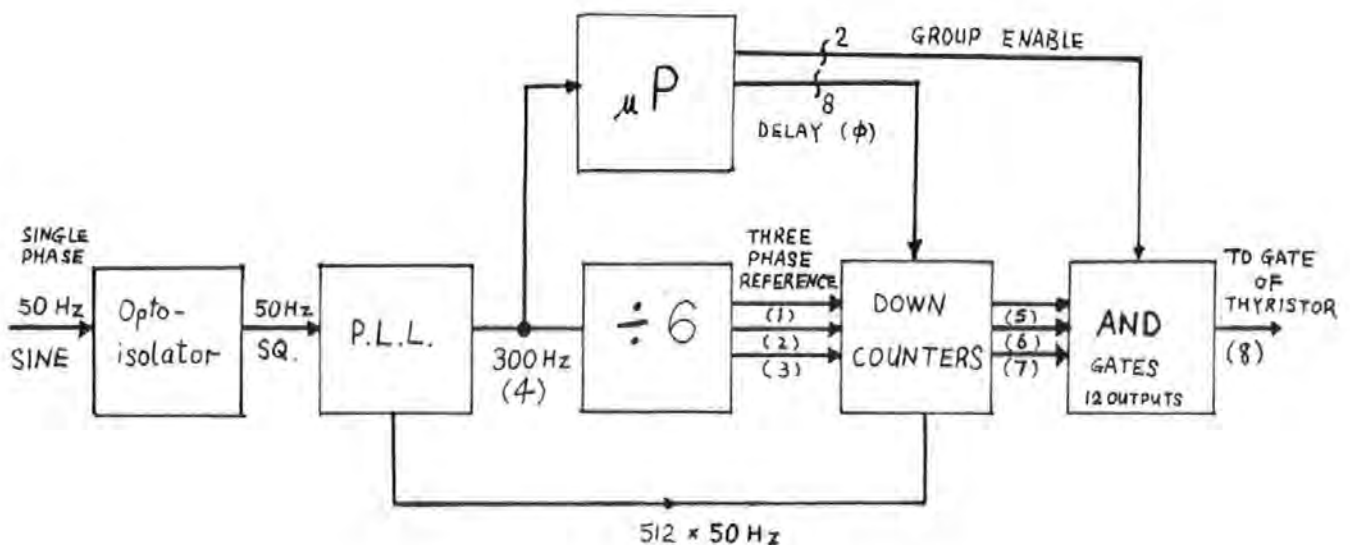 2
GROUP ENABLE
μP
8
DELAY (ϕ)
SINGLE
PHASE
50 Hz
SINE
Opto-
isolator
50Hz
SQ.
P.L.L.
300 Hz
(4)
÷ 6
THREE
PHASE
REFERENCE
(1)
(2)
(3)
DOWN
COUNTERS
(5)
(6)
(7)
AND
GATES
12 OUTPUTS
TO GATE
OF
THYRISTOR
(8)
512 × 50 Hz